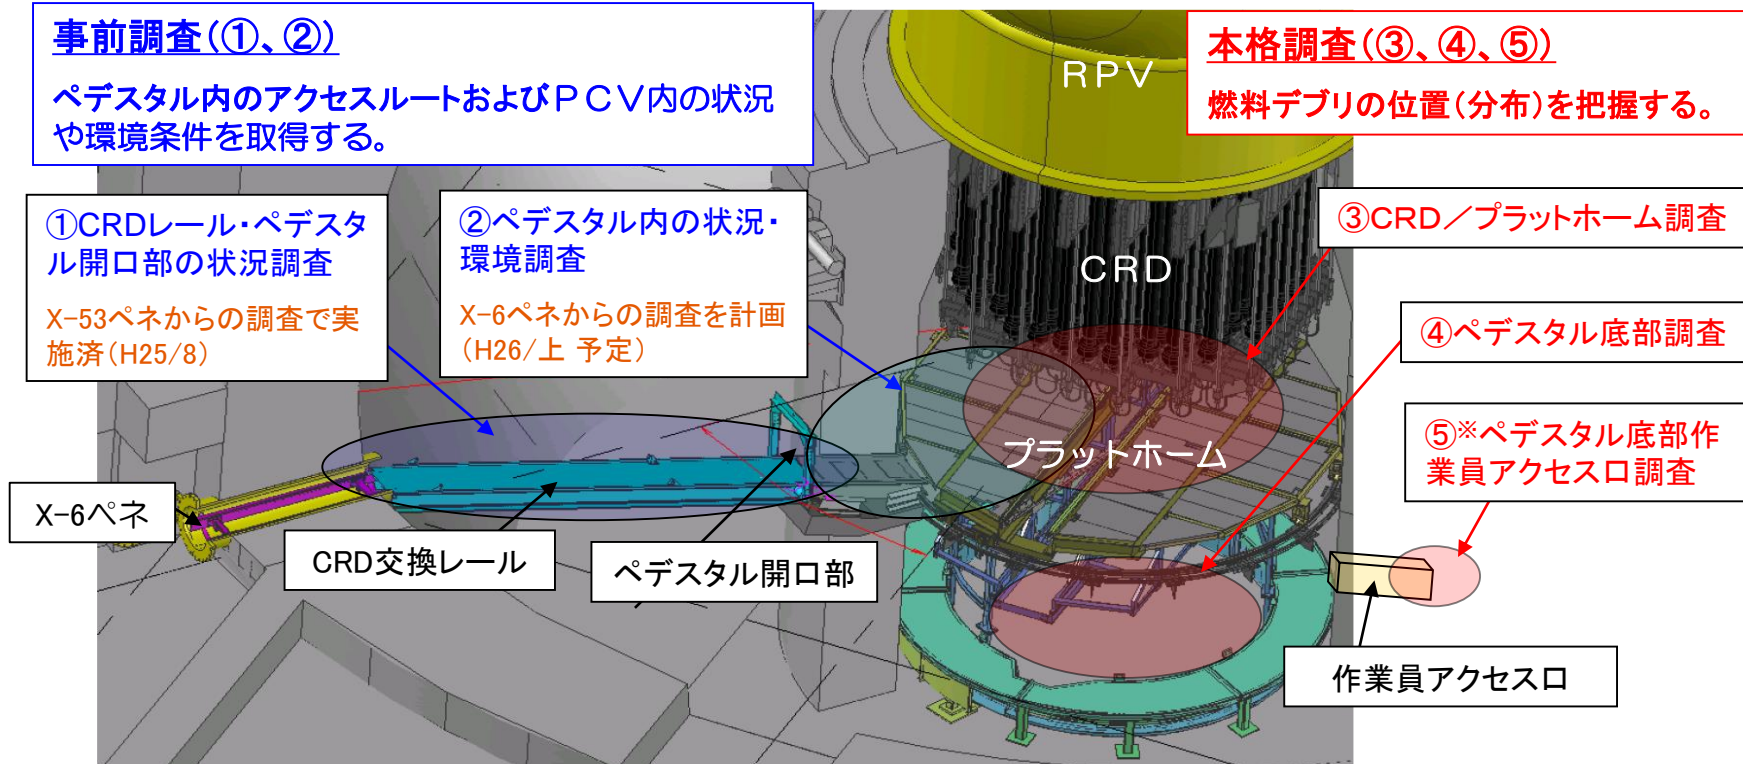 事前調査(①、②)
ペデスタル内のアクセスルートおよびPCV内の状況
や環境条件を取得する。
本格調査(③、④、⑤)
燃料デブリの位置(分布)を把握する。
RPV
①CRDレール・ペデスタ
ル開口部の状況調査
X-53ペネからの調査で実
施済(H25/8)
②ペデスタル内の状況・
環境調査
X-6ペネからの調査を計画
(H26/上 予定)
③CRD/プラットホーム調査
CRD
④ペデスタル底部調査
⑤※ペデスタル底部作
業員アクセス口調査
プラットホーム
X-6ペネ
CRD交換レール
ペデスタル開口部
作業員アクセス口